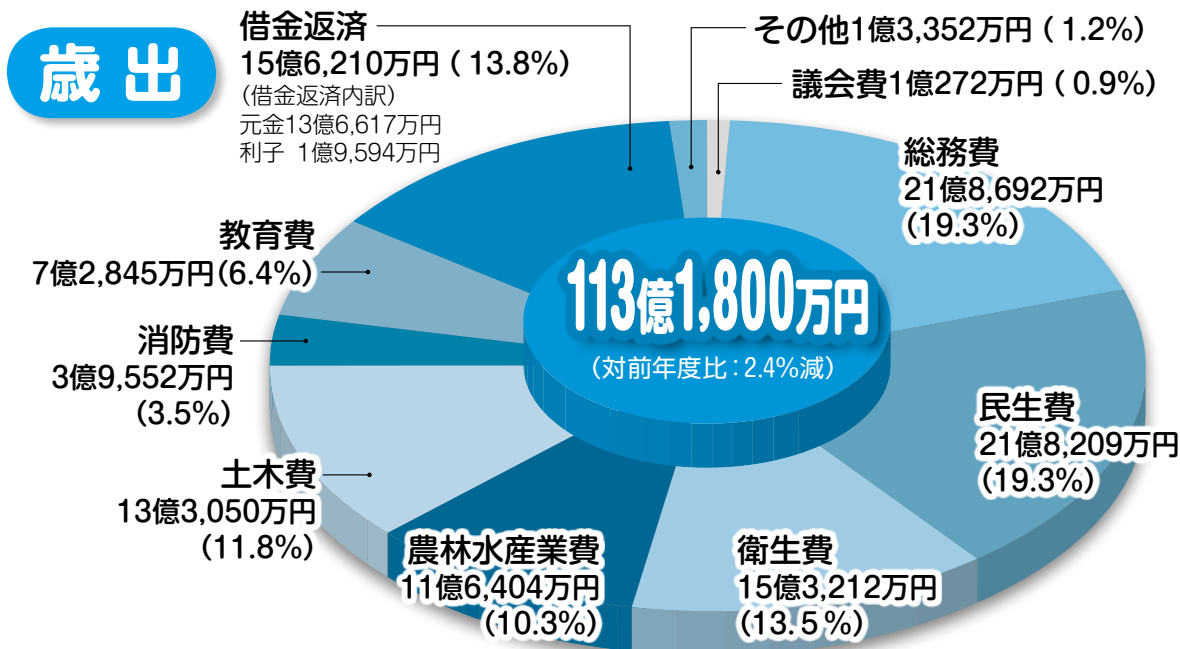 歳出
借金返済
15億6,210万円 ( 13.8%)
(借金返済内訳)
元金13億6,617万円
利子 1億9,594万円
その他1億3,352万円 ( 1.2%)
議会費1億272万円 ( 0.9%)
総務費
21億8,692万円
(19.3%)
教育費
7億2,845万円(6.4%)
113億1,800万円
(対前年度比:2.4%減)
消防費
3億9,552万円
(3.5%)
民生費
21億8,209万円
(19.3%)
土木費
13億3,050万円
(11.8%)
農林水産業費
11億6,404万円
(10.3%)
衛生費
15億3,212万円
(13.5%)